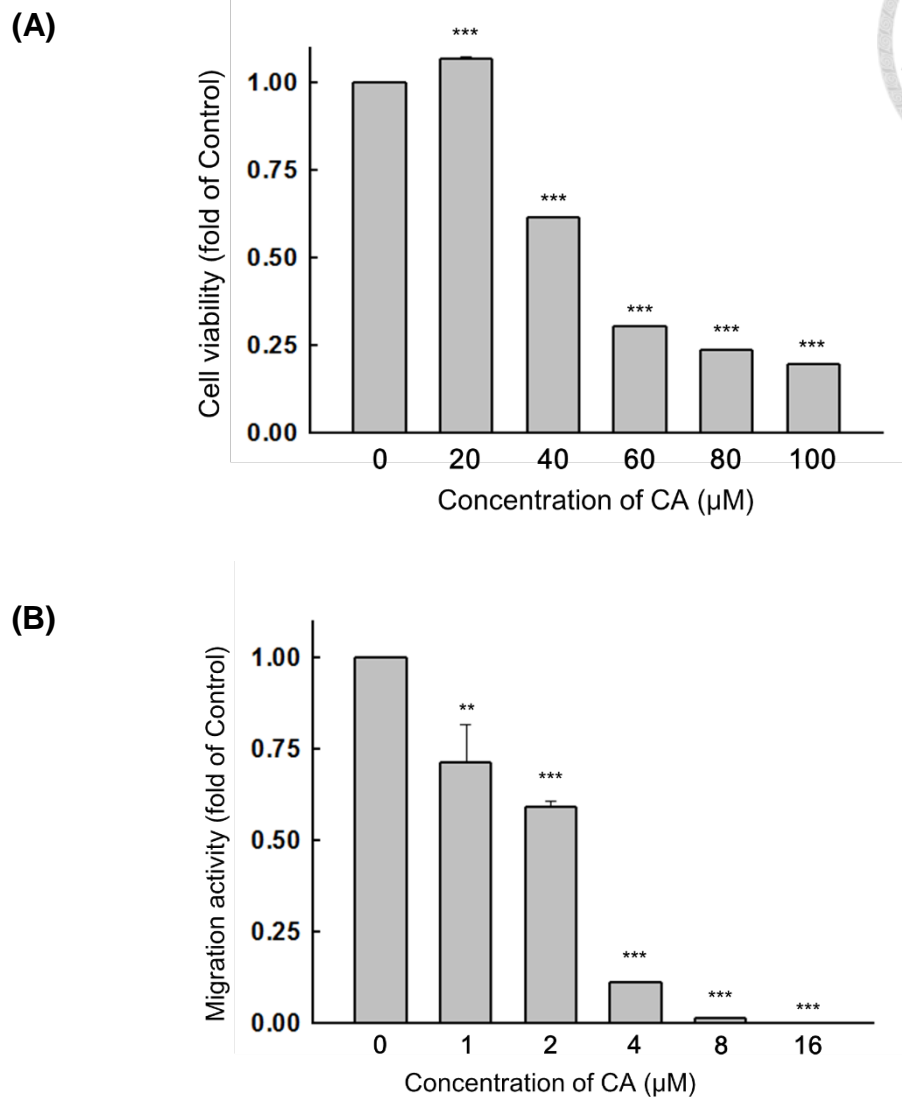 (A)
Cell viability (fold of Control)
1.00
0.75
0.50
0.25
0.00
***
***
***
***
***
0 20 40 60 80 100
Concentration of CA (μM)
(B)
Migration activity (fold of Control)
1.00
0.75
0.50
0.25
0.00
**
***
***
***
***
0 1 2 4 8 16
Concentration of CA (μM)